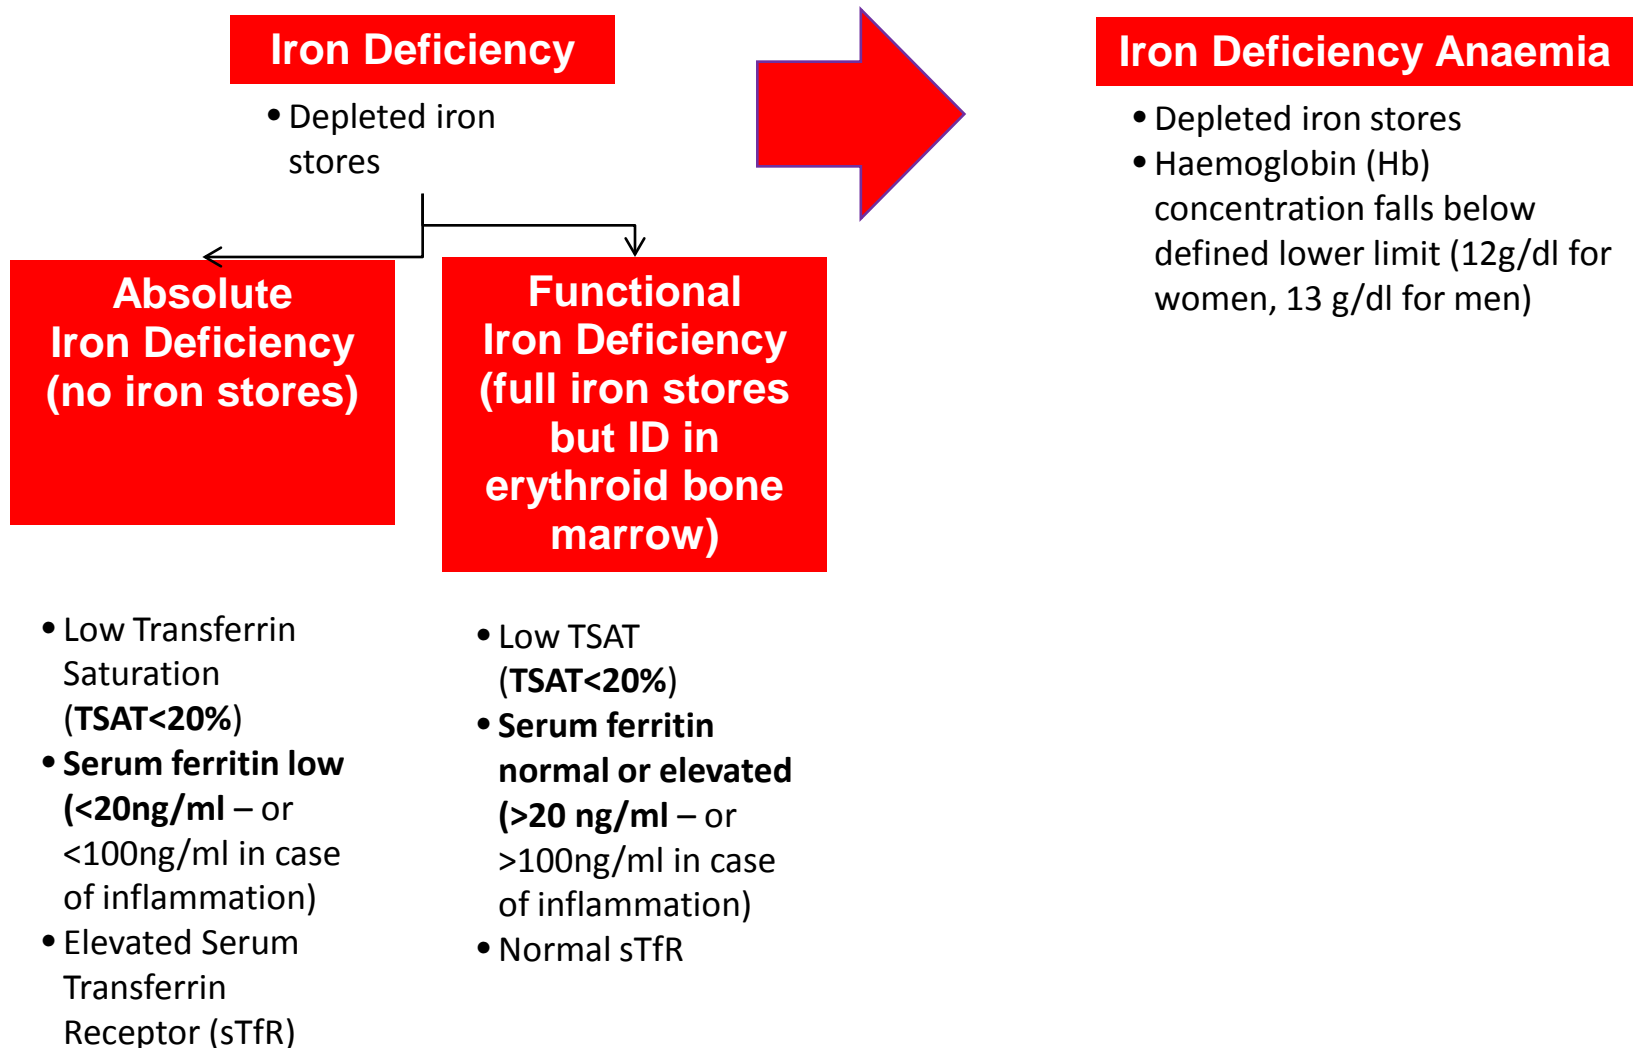 Iron Deficiency
• Depleted iron
stores
Iron Deficiency Anaemia
• Depleted iron stores
• Haemoglobin (Hb)
concentration falls below
defined lower limit (12g/dl for
women, 13 g/dl for men)
Absolute
Iron Deficiency
(no iron stores)
Functional
Iron Deficiency
(full iron stores
but ID in
erythroid bone
marrow)
• Low Transferrin
Saturation
(TSAT<20%)
• Serum ferritin low
(<20ng/ml – or
<100ng/ml in case
of inflammation)
• Elevated Serum
Transferrin
Receptor (sTfR)
• Low TSAT
(TSAT<20%)
• Serum ferritin
normal or elevated
(>20 ng/ml – or
>100ng/ml in case
of inflammation)
• Normal sTfR